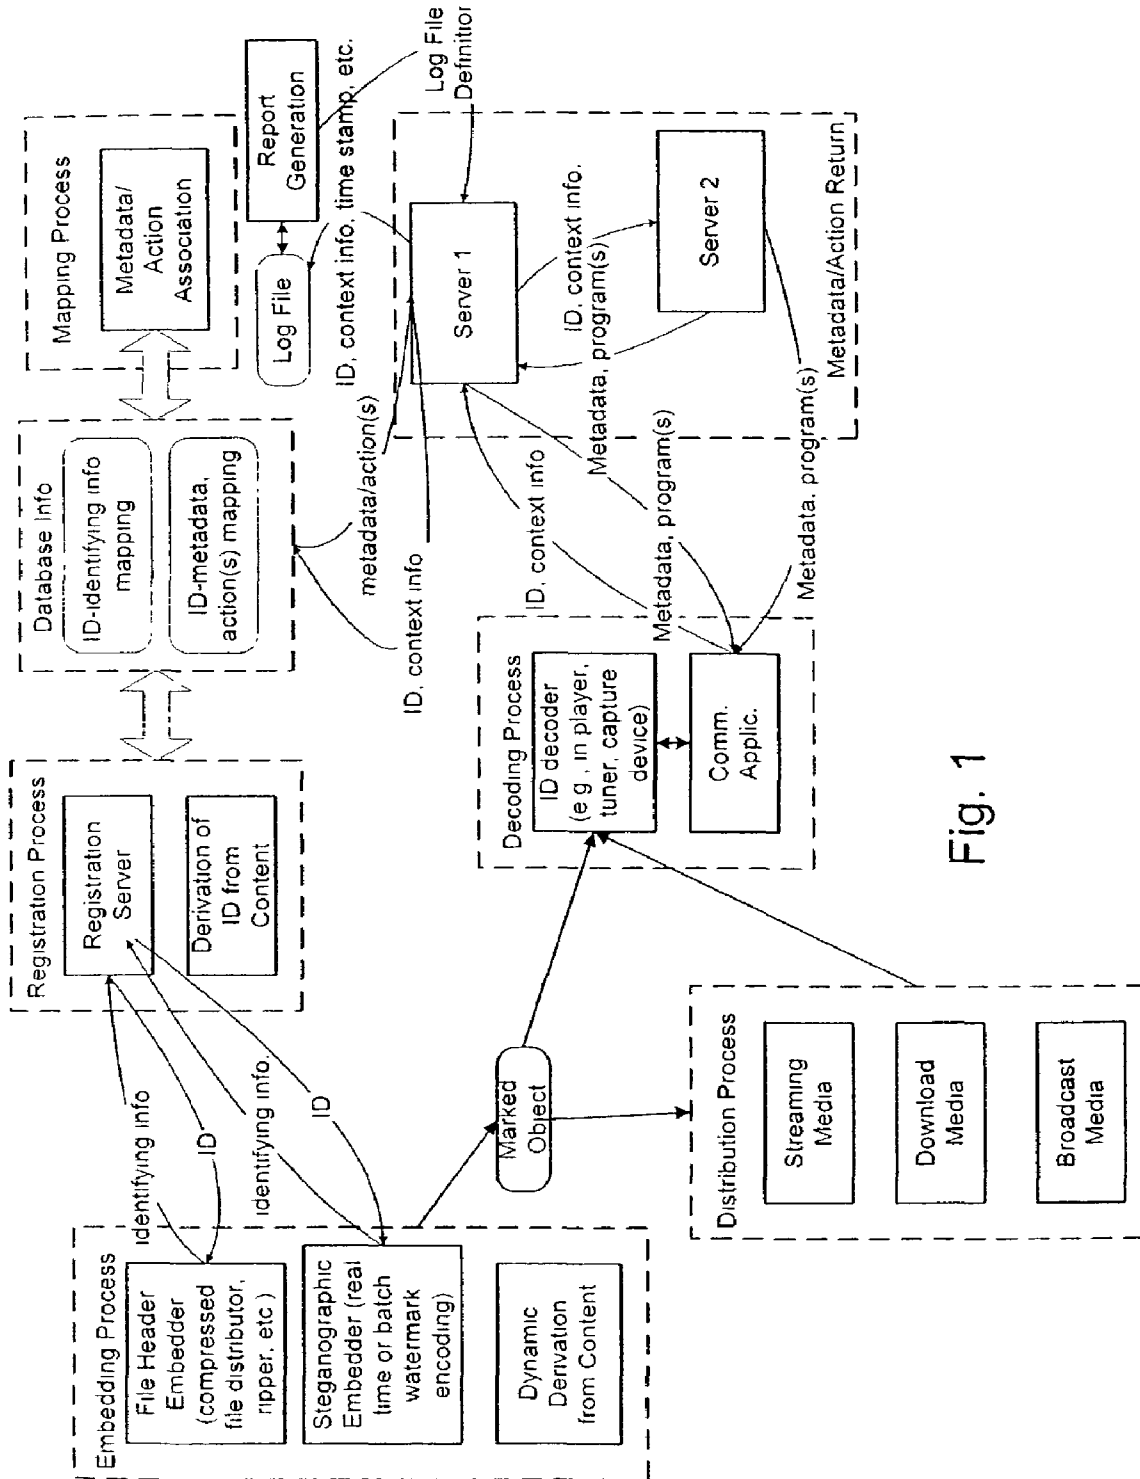 Embedding Process
File Header
Embedder
(compressed
file distributor,
ripper, etc )
Steganographic
Embedder (real
time or batch
watermark
encoding)
Dynamic
Derivation
from Content
identifying info
ID
identifying info.
ID
Registration Process
Registration
Server
Derivation of
ID from
Content
Database Info
ID-identifying info
mapping
ID-metadata,
action(s) mapping
Mapping Process
Metadata/
Action
Association
Log File
Report
Generation
Log File
Definitior
ID, context info, time stamp, etc.
metadata/action(s)
ID, context info
Marked
Object
Decoding Process
ID decoder
(e g , in player,
tuner, capture
device)
Comm.
Applic.
ID, context info
Metadata, program(s)
Server 1
ID, context info.
Metadata, program(s)
Server 2
Metadata/Action Return
Metadata, program(s)
Distribution Process
Streaming
Media
Download
Media
Broadcast
Media
Fig. 1